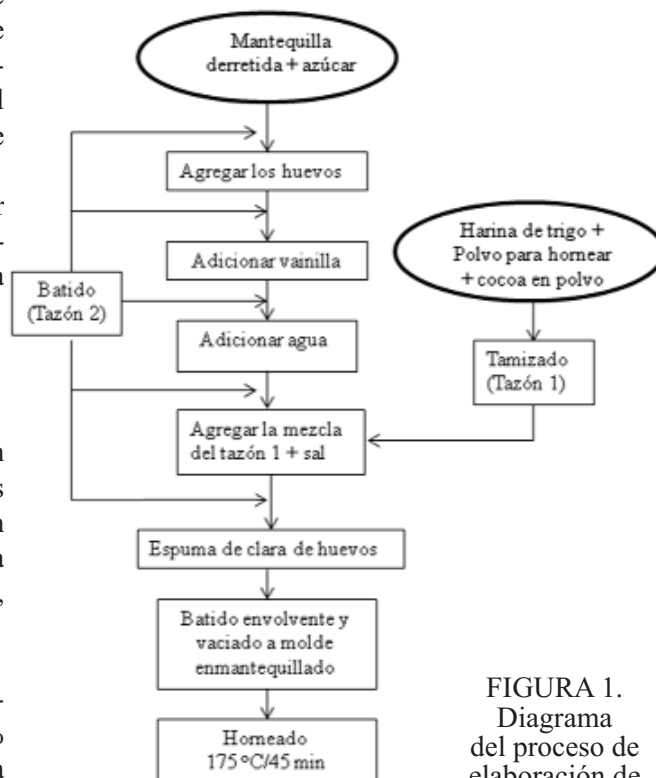 Mantequilla
derretida + azúcar
Agregar los huevos
Adicionar vainilla
Batido
(Tazón 2)
Adicionar agua
Harina de trigo +
Polvo para hornear
+ cocoa en polvo
Tamizado
(Tazón 1)
Agregar la mezcla
del tazón 1 + sal
Espuma de clara de huevos
Batido envolvente y
vaciado a molde
enmantequillado
Horneado
175 ºC/45 min
FIGURA 1.
Diagrama
del proceso de
elaboración de